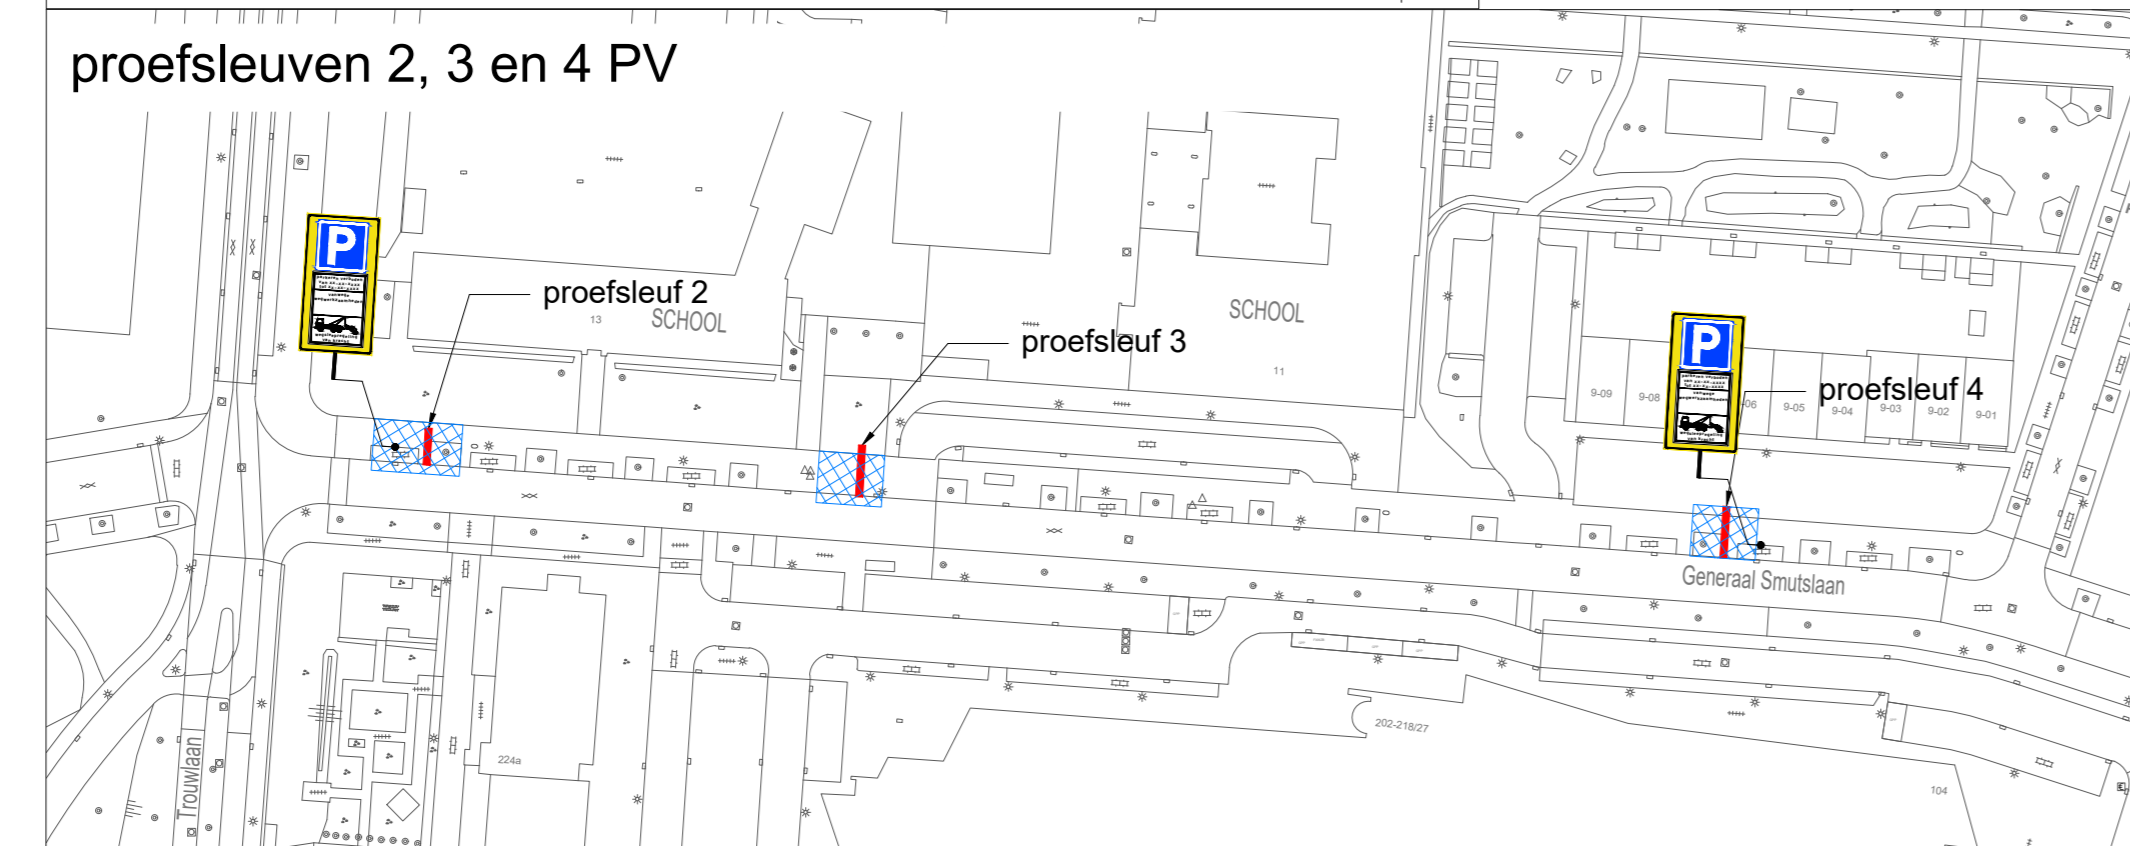 proefsleuven 2, 3 en 4 PV
P
proefsleuf 2
13
SCHOOL
proefsleuf 3
SCHOOL
11
P
proefsleuf 4
9-09
9-08
-06
9-05
9-04
9-03
9-02
9-01
Generaal Smutslaan
Trouwlaan
224a
202-218/27
104